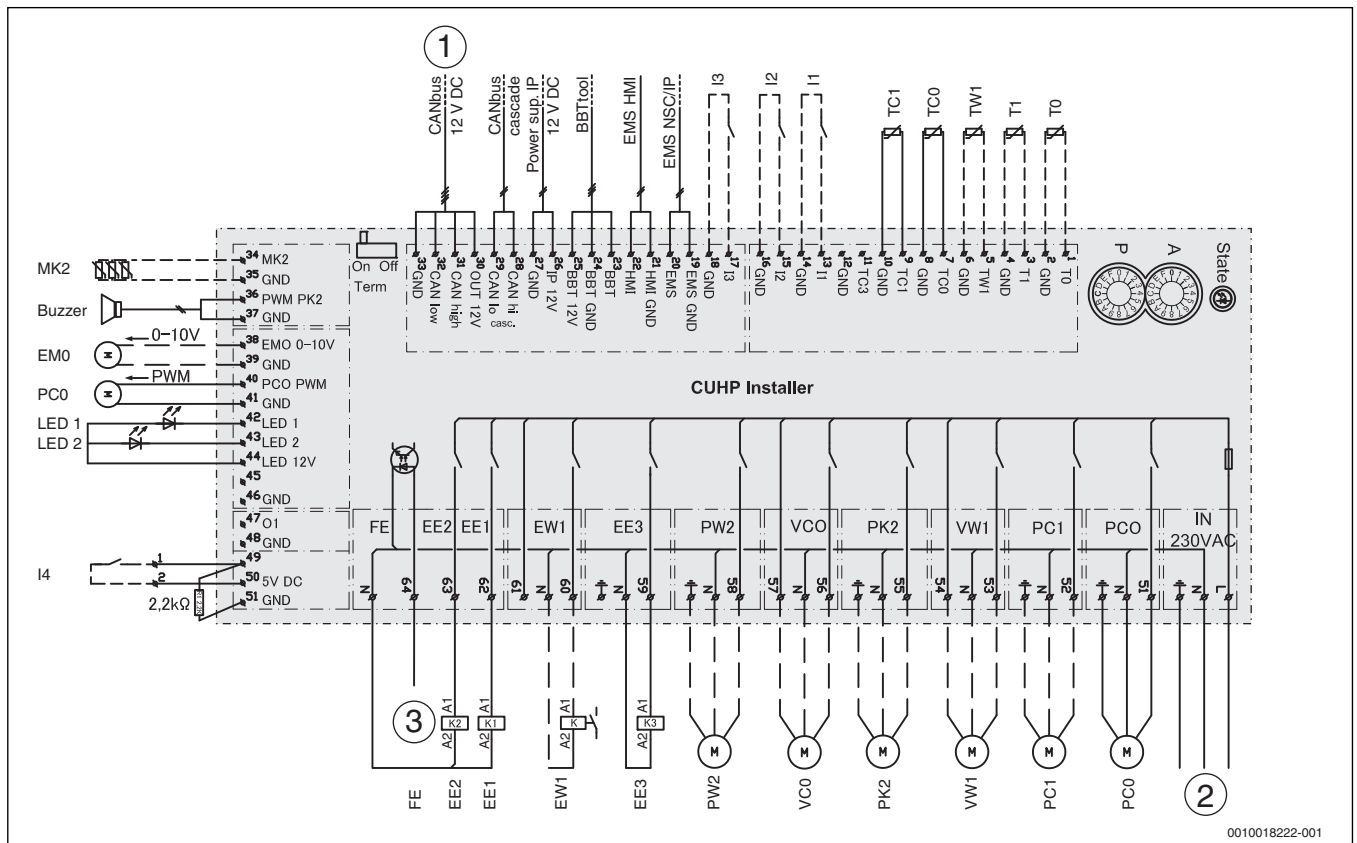 1
CANbus
12 V DC
CANbus
cascade
Power sup. IP
12 V DC
BBTtool
EMS HMI
EMS NSC/IP
I3
I2
I1
TC1
TC0
TW1
T1
T0
33 GND
32 CAN low
31 CAN high
30 OUT 12V
29 CAN lo
28 CAN hi
casc.
27 GND
26 IP 12V
25 BBT 12V
24 BBT GND
23 BBT
22 HMI
21 HMI GND
20 EMS
19 EMS GND
18 GND
17 I3
16 GND
15 I2
14 GND
13 I1
12 GND
11 TC3
10 GND
9 TC1
8 GND
7 TC0
6 GND
5 TW1
4 GND
3 T1
2 GND
1 T0
On Off
Term
P
A
State
MK2
34 MK2
35 GND
Buzzer
36 PWM PK2
37 GND
EM0
0-10V
M
38 EMO 0-10V
39 GND
PC0
PWM
M
40 PCO PWM
41 GND
LED 1
42 LED 1
LED 2
43 LED 2
44 LED 12V
45
46 GND
47 O1
48 GND
I4
1
49
2
50 5V DC
51 GND
2,2kΩ
CUHP Installer
FE
EE2
EE1
EW1
EE3
PW2
VCO
PK2
VW1
PC1
PCO
IN
230VAC
N
64
63
62
61
N
60
N
59
N
58
57
N
56
N
55
54
N
53
N
52
N
51
N
L
3
A1
K2
A2
A1
K1
A2
A1
K
A2
A1
K3
A2
M
M
M
M
M
M
2
FE
EE2
EE1
EW1
EE3
PW2
VC0
PK2
VW1
PC1
PC0
0010018222-001